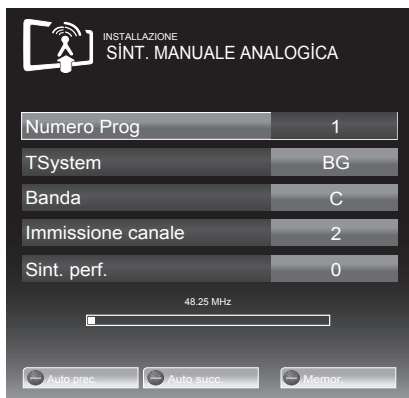 INSTALLAZIONE
SİNT. MANUALE ANALOGİCA
Numero Prog 1
TSystem BG
Banda C
Immissione canale 2
Sint. perf. 0
48.25 MHz
Auto prec. Auto succ. Memor.